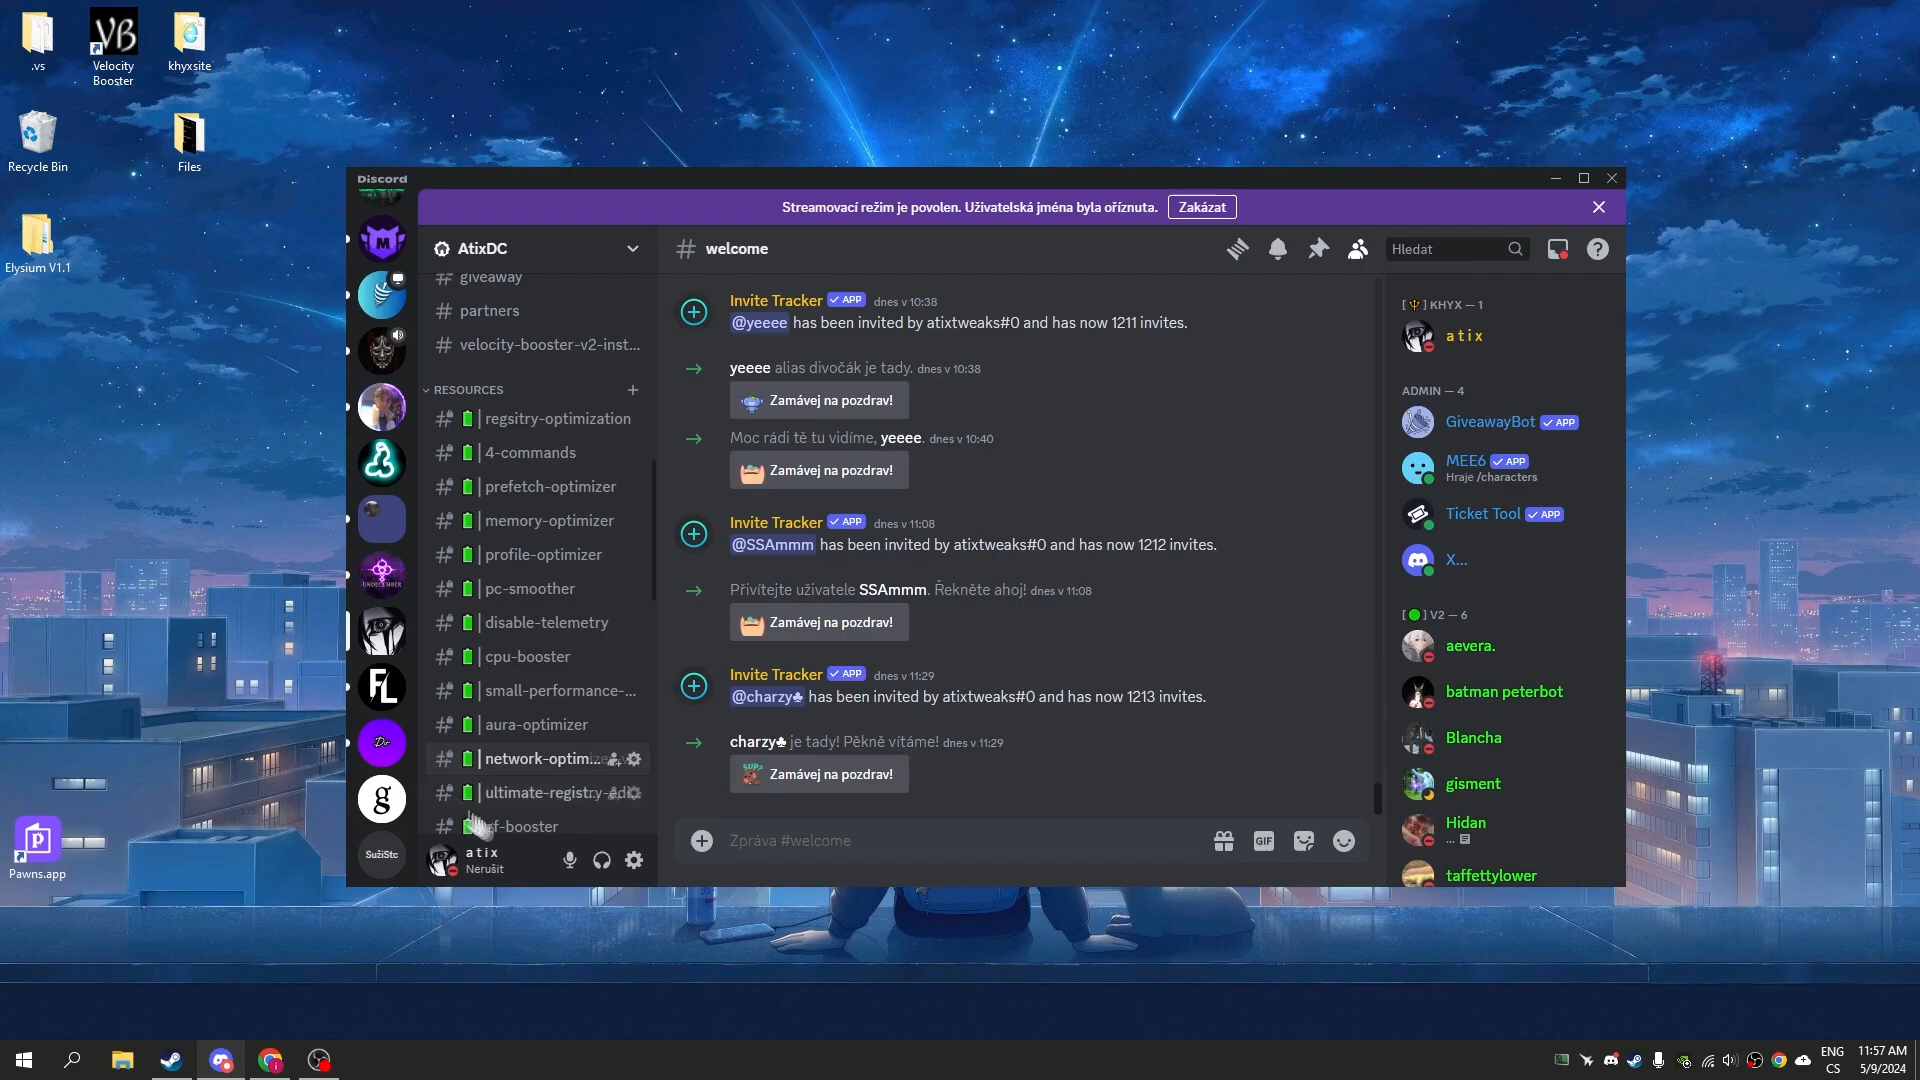 .vs
VB
Velocity
Booster
khyxsite
Recycle Bin
Files
Elysium V1.1
Pawns.app
Discord
Streamovací režim je povolen. Uživatelská jména byla oříznuta.
Zakázat
AtixDC
welcome
Hledat
giveaway
partners
velocity-booster-v2-inst...
RESOURCES
regsitry-optimization
4-commands
prefetch-optimizer
memory-optimizer
profile-optimizer
pc-smoother
disable-telemetry
cpu-booster
small-performance-...
aura-optimizer
network-optim...
ultimate-registry-edi
gf-booster
UNDECEMBER
FL
Dv
g
SužiStc
atix
Nerušit
Invite Tracker APP dnes v 10:38
@yeeee has been invited by atixtweaks#0 and has now 1211 invites.
yeeee alias divočák je tady. dnes v 10:38
Zamávej na pozdrav!
Moc rádi tě tu vidíme, yeeee. dnes v 10:40
Zamávej na pozdrav!
Invite Tracker APP dnes v 11:08
@SSAmmm has been invited by atixtweaks#0 and has now 1212 invites.
Přivítejte uživatele SSAmmm. Řekněte ahoj! dnes v 11:08
Zamávej na pozdrav!
Invite Tracker APP dnes v 11:29
@charzy♣ has been invited by atixtweaks#0 and has now 1213 invites.
charzy♣ je tady! Pěkně vítáme! dnes v 11:29
SUP?
Zamávej na pozdrav!
Zpráva #welcome
GIF
[🔱] KHYX — 1
atix
ADMIN — 4
GiveawayBot APP
MEE6 APP
Hraje /characters
Ticket Tool APP
X...
[🟢] V2 — 6
aevera.
batman peterbot
Blancha
gisment
Hidan
...
taffettylower
ENG
CS
11:57 AM
5/9/2024